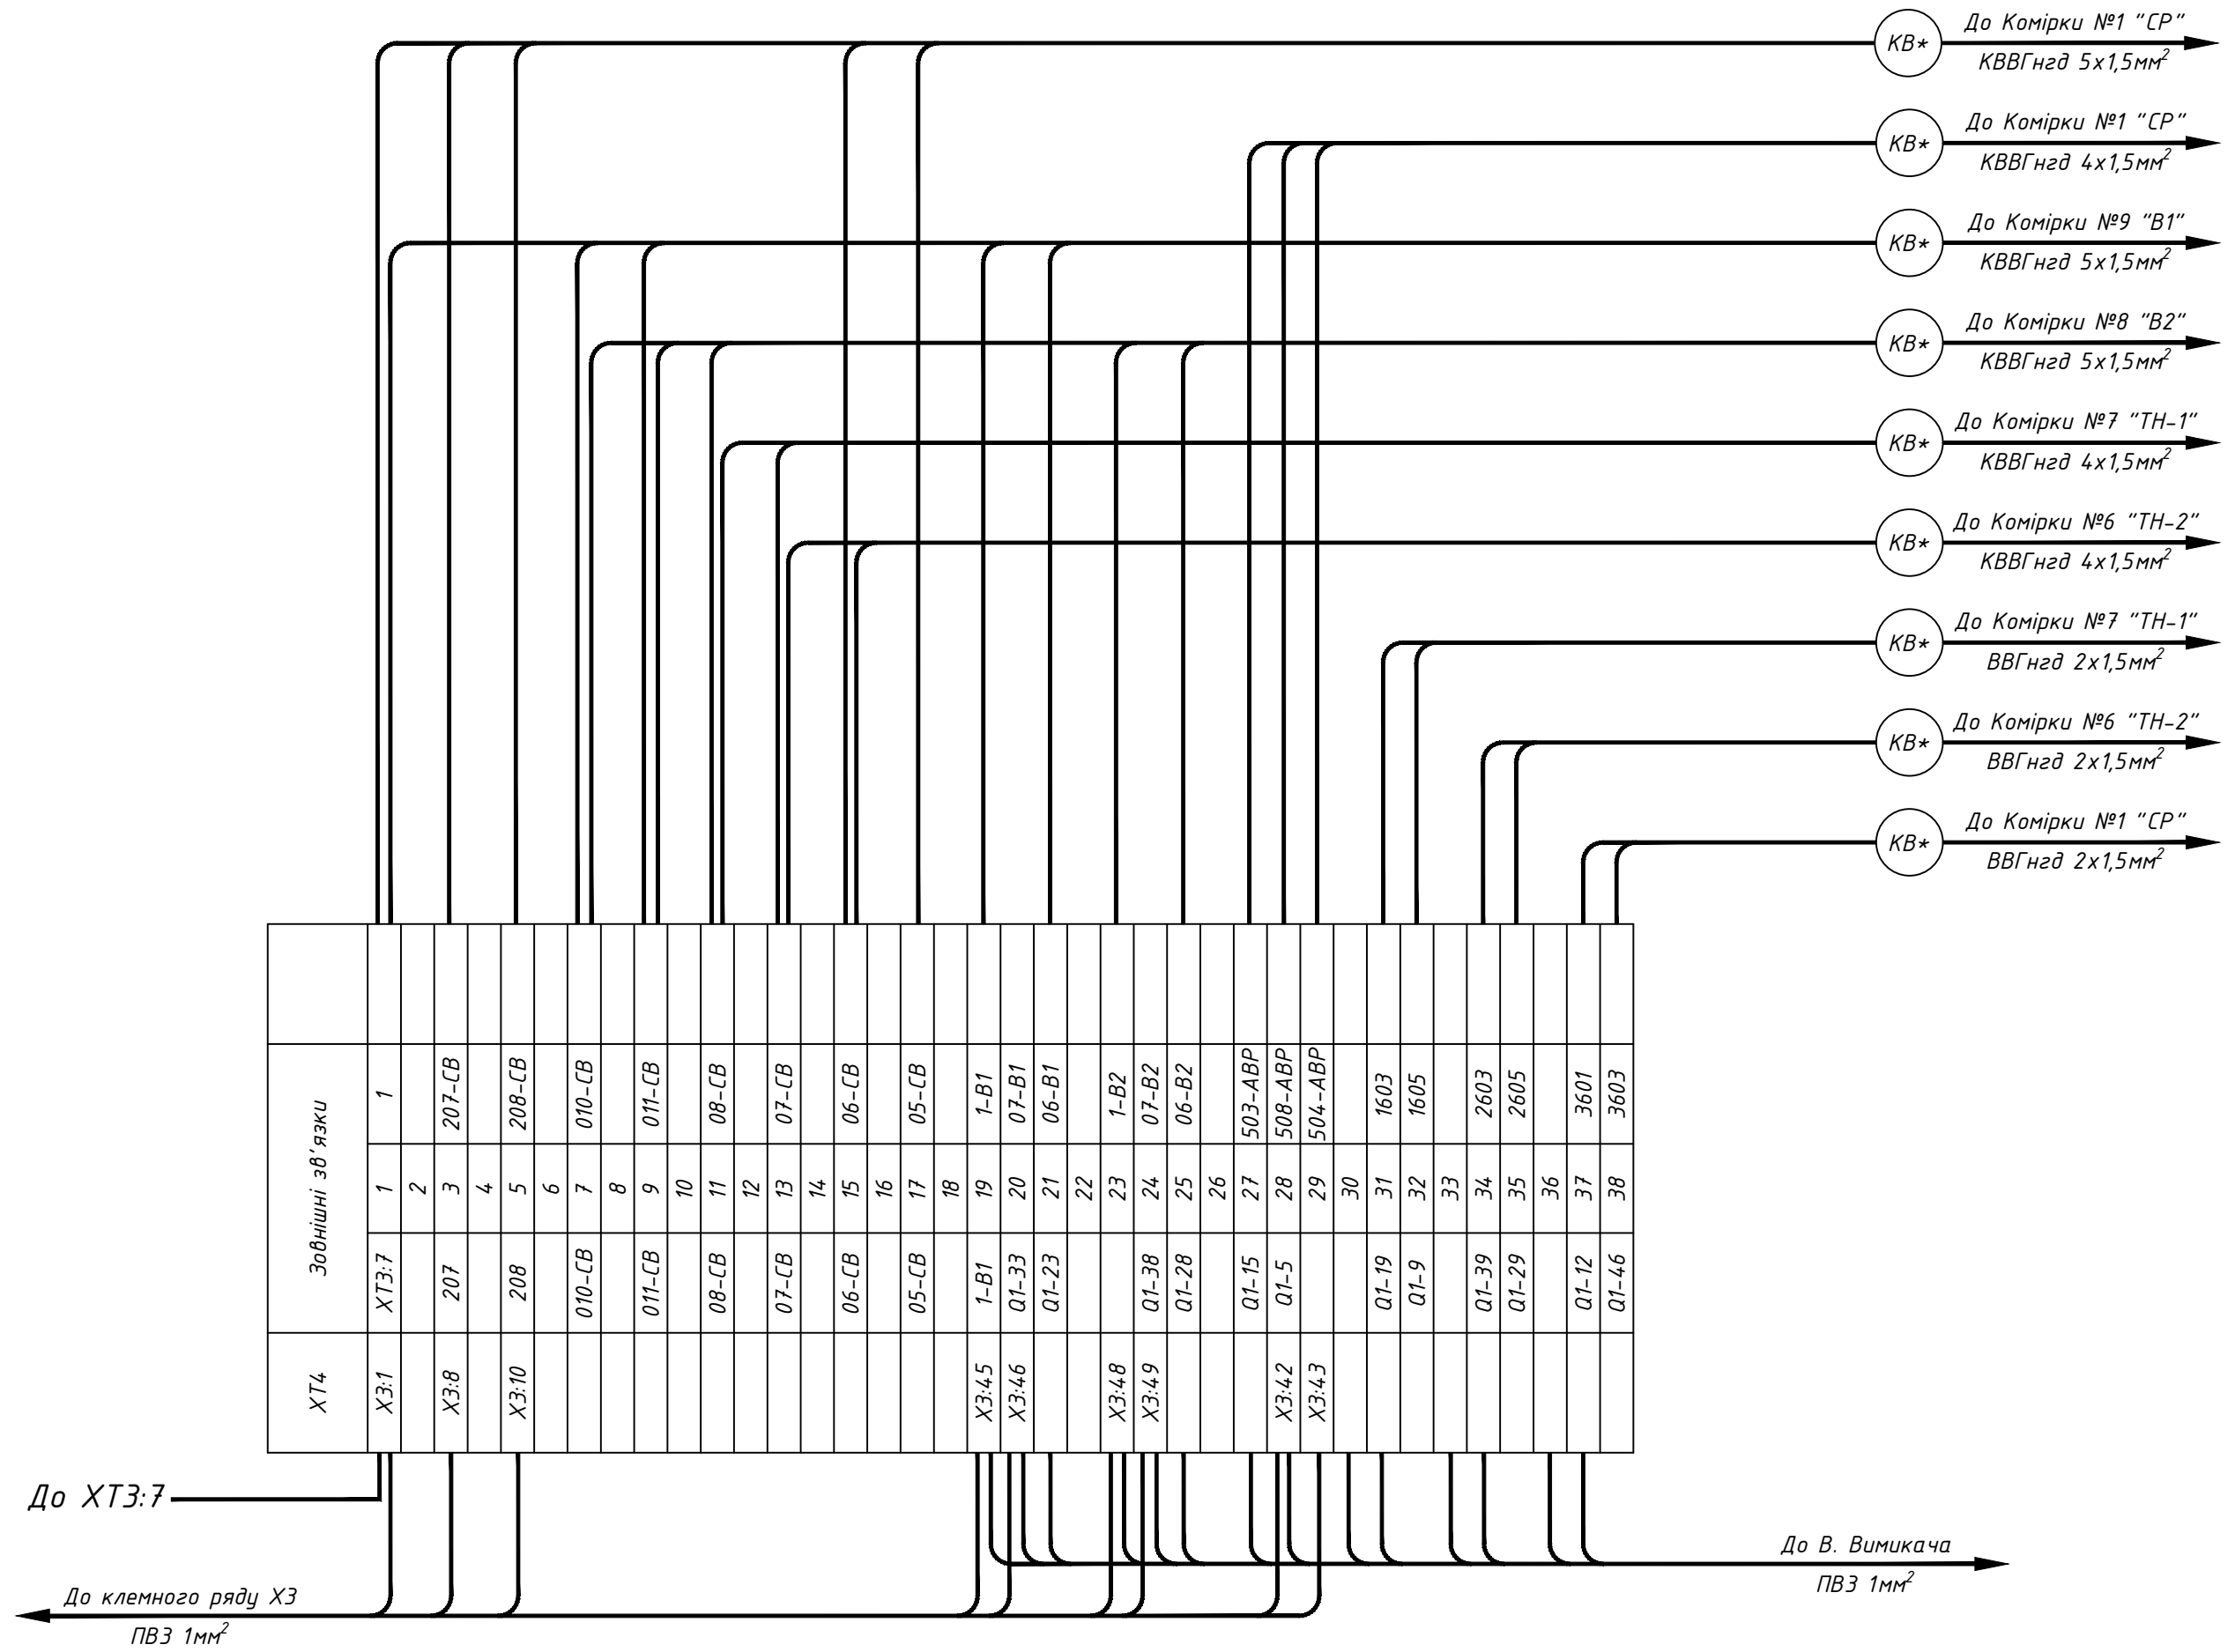 КВ* До Комірки №1 "СР"
КВВГнгд 5х1,5мм²
КВ* До Комірки №1 "СР"
КВВГнгд 4х1,5мм²
КВ* До Комірки №9 "В1"
КВВГнгд 5х1,5мм²
КВ* До Комірки №8 "В2"
КВВГнгд 5х1,5мм²
КВ* До Комірки №7 "ТН-1"
КВВГнгд 4х1,5мм²
КВ* До Комірки №6 "ТН-2"
КВВГнгд 4х1,5мм²
КВ* До Комірки №7 "ТН-1"
ВВГнгд 2х1,5мм²
КВ* До Комірки №6 "ТН-2"
ВВГнгд 2х1,5мм²
КВ* До Комірки №1 "СР"
ВВГнгд 2х1,5мм²
Зовнішні зв'язки
1 207-СВ 208-СВ 010-СВ 011-СВ 08-СВ 07-СВ 06-СВ 05-СВ 1-В1 07-В1 06-В1 1-В2 07-В2 06-В2 503-АВР 508-АВР 504-АВР 1603 1605 2603 2605 3601 3603
1 2 3 4 5 6 7 8 9 10 11 12 13 14 15 16 17 18 19 20 21 22 23 24 25 26 27 28 29 30 31 32 33 34 35 36 37 38
ХТ3:7 207 208 010-СВ 011-СВ 08-СВ 07-СВ 06-СВ 05-СВ 1-В1 Q1-33 Q1-23 Q1-38 Q1-28 Q1-15 Q1-5 Q1-19 Q1-9 Q1-39 Q1-29 Q1-12 Q1-46
ХТ4 Х3:1 Х3:8 Х3:10 Х3:45 Х3:46 Х3:48 Х3:49 Х3:42 Х3:43
До ХТ3:7
До В. Вимикача
ПВ3 1мм²
До клемного ряду Х3
ПВ3 1мм²